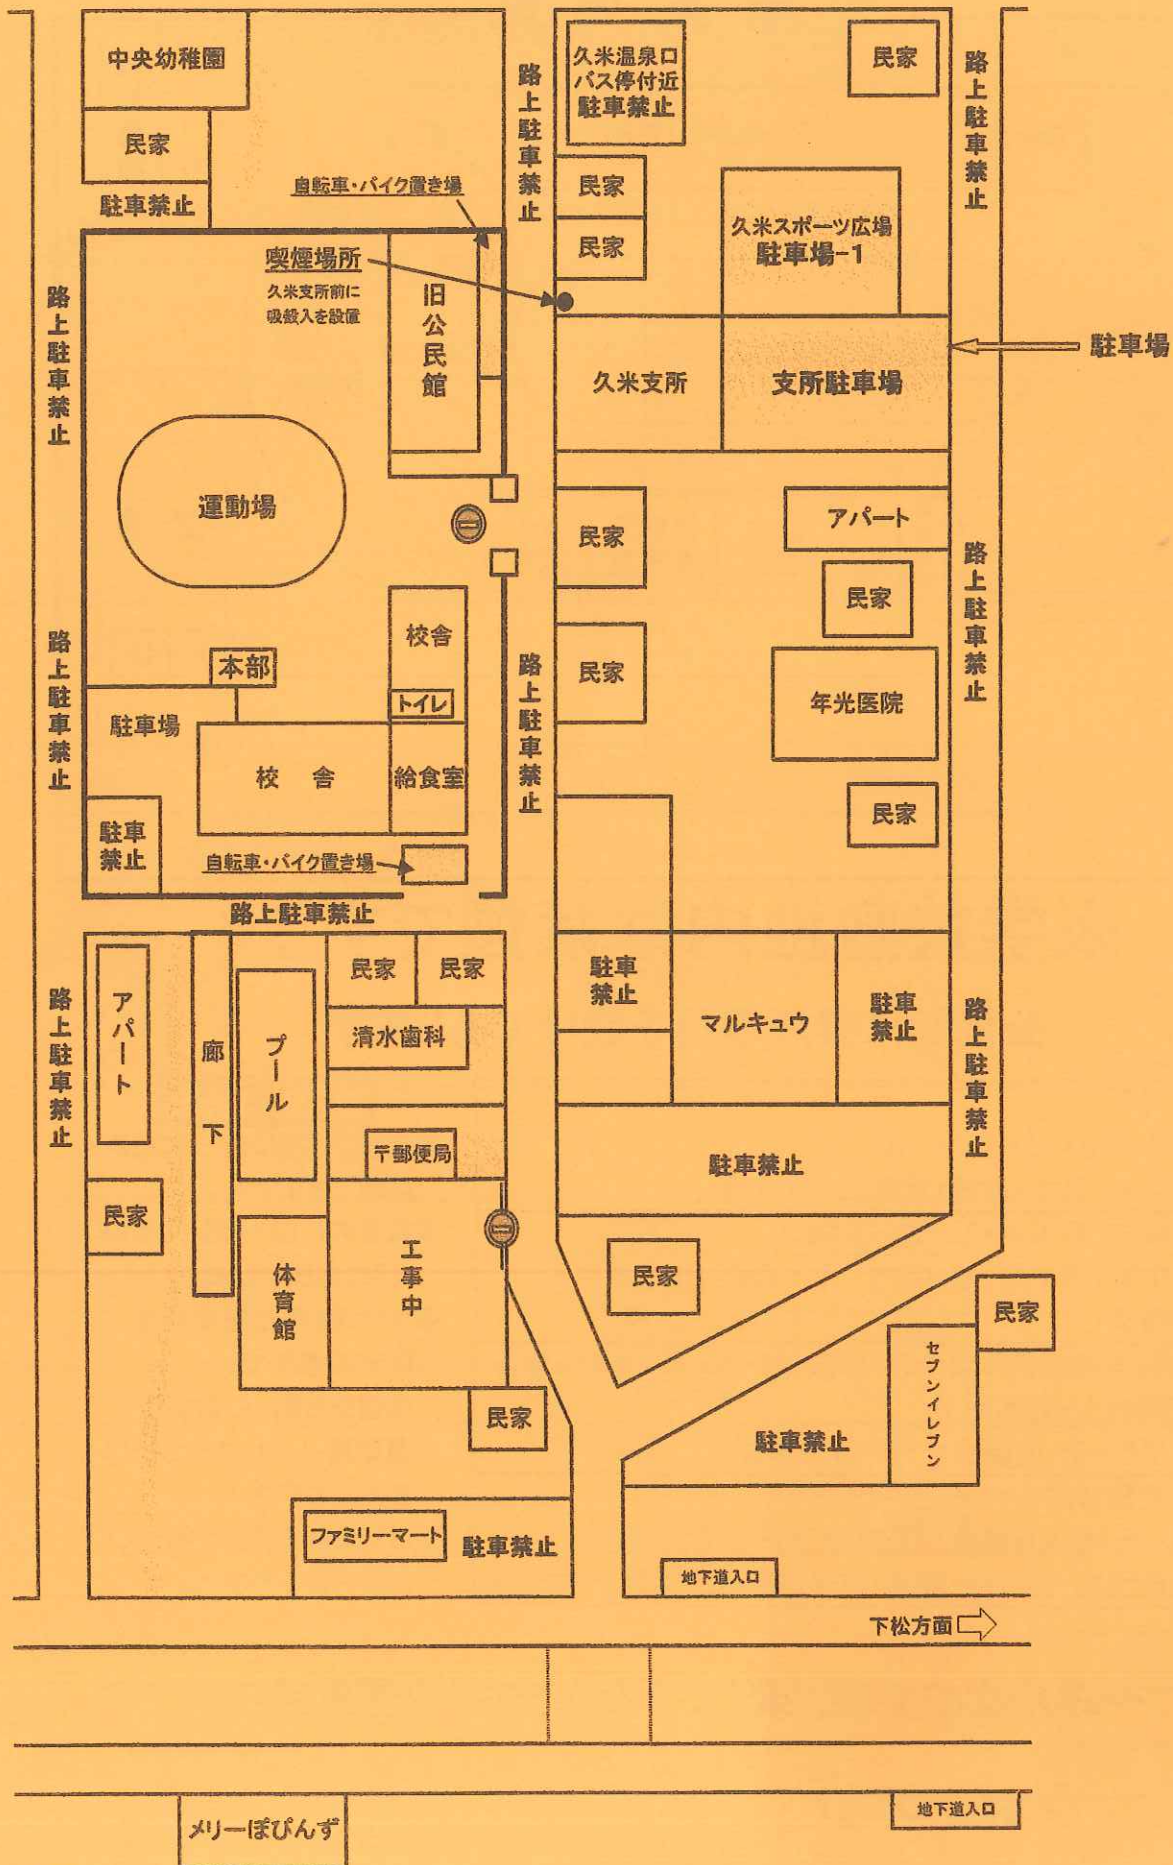 中央幼稚園
民家
駐車禁止
路上駐車禁止
久米温泉口
バス停付近
駐車禁止
民家
路上駐車禁止
自転車・バイク置き場
民家
民家
久米スポーツ広場
駐車場-1
喫煙場所
久米支所前に
吸殻入を設置
旧公民館
路上駐車禁止
駐車場
久米支所
支所駐車場
運動場
民家
アパート
民家
路上駐車禁止
校舎
路上駐車禁止
本部
民家
路上駐車禁止
トイレ
年光医院
駐車場
校舎
給食室
民家
駐車
禁止
自転車・バイク置き場
路上駐車禁止
アパート
廊下
プール
民家
民家
清水歯科
駐車
禁止
マルキュウ
駐車
禁止
路上駐車禁止
路上駐車禁止
〒郵便局
駐車禁止
民家
体育館
工事中
民家
民家
セブンイレブン
民家
駐車禁止
ファミリーマート
駐車禁止
地下道入口
下松方面
地下道入口
メリーぽぴんず